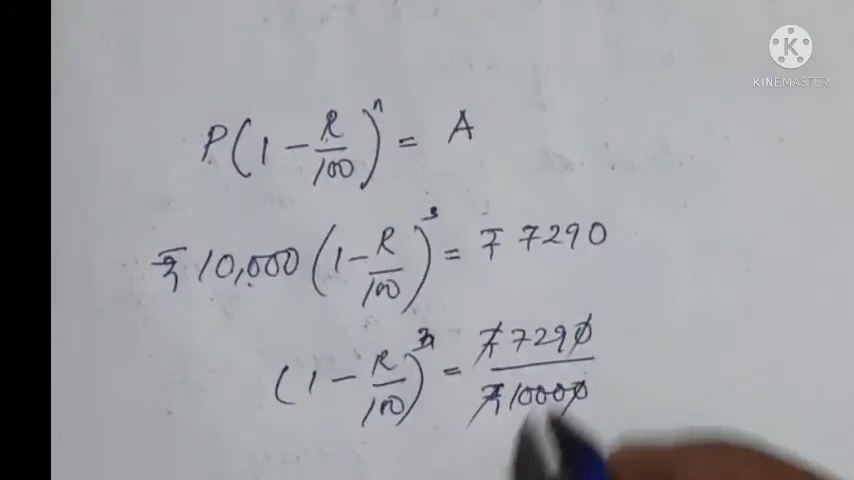 KINEMASTER
P(1 - R/100)^n = A
₹ 10,000 (1 - R/100)^3 = ₹ 7290
(1 - R/100)^3 = ₹ 7290 / ₹ 10000